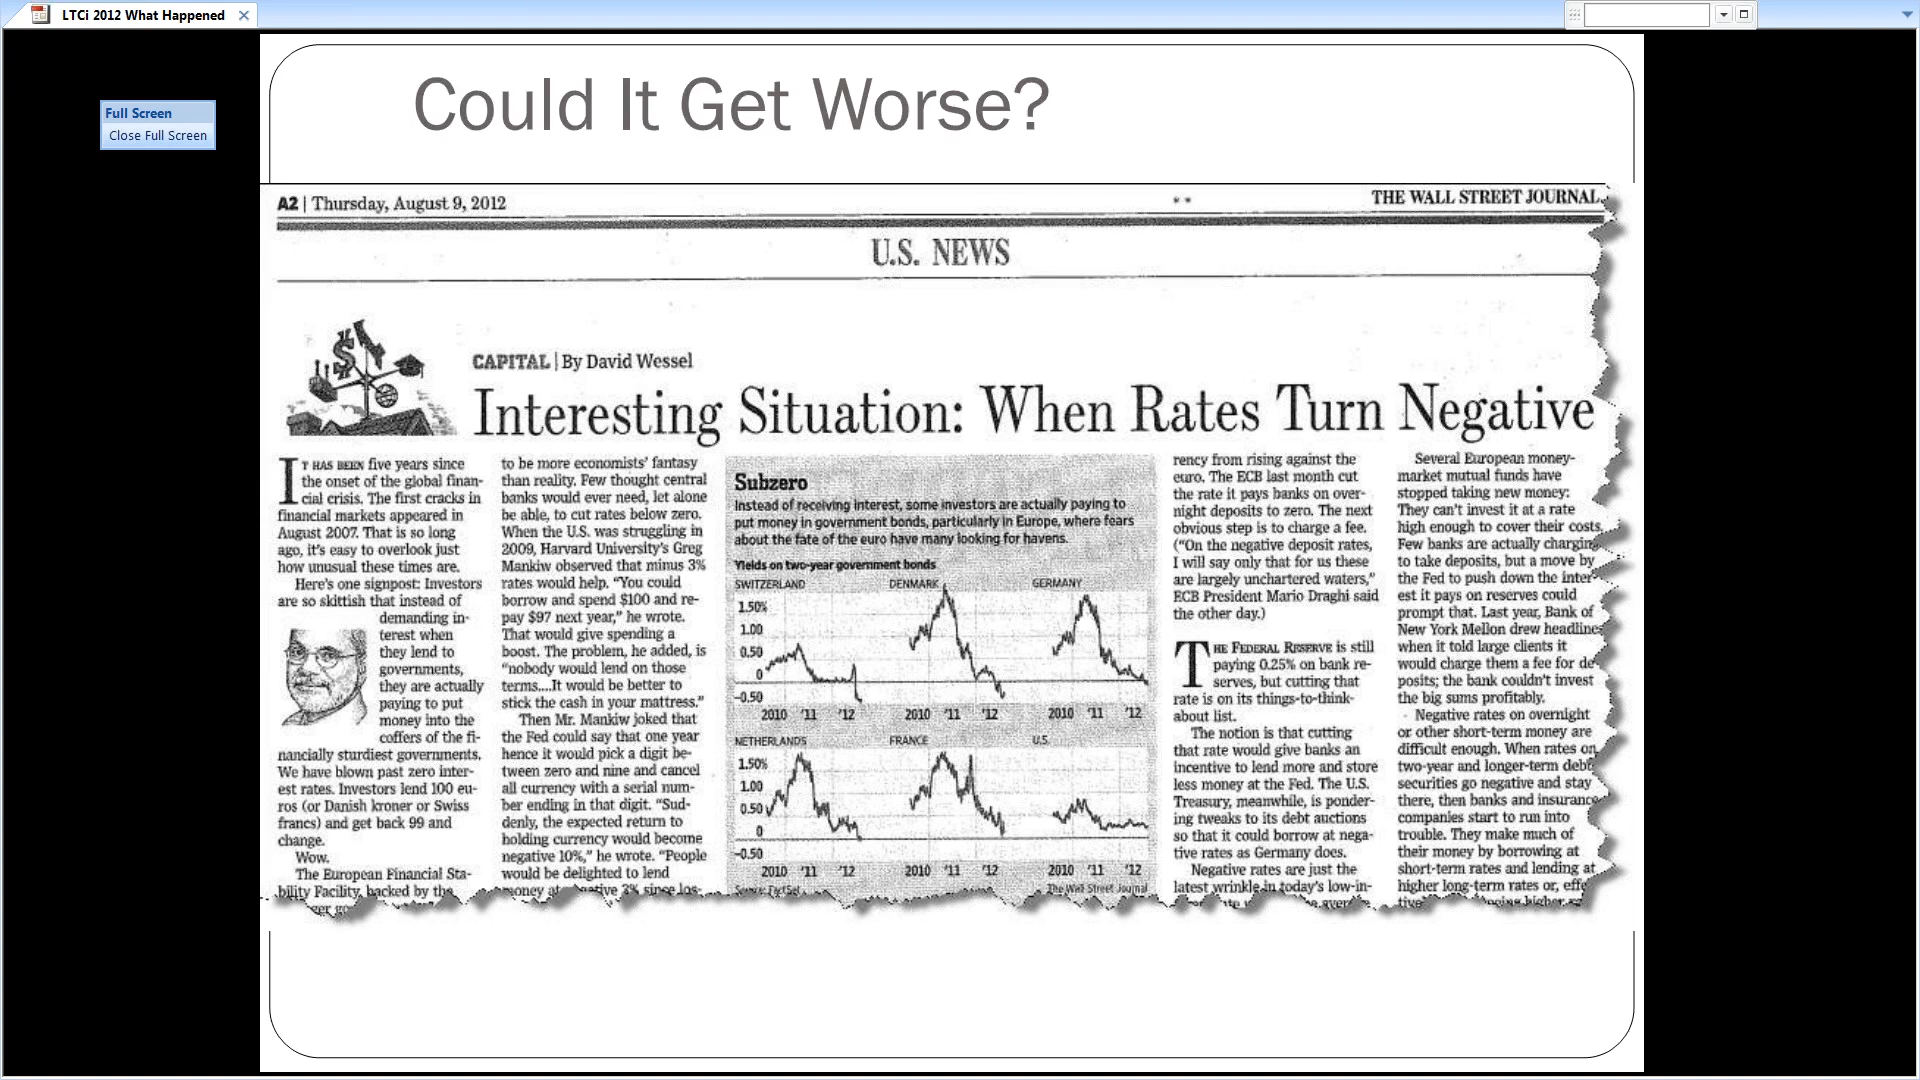 LTCi 2012 What Happened
Full Screen
Close Full Screen
Could It Get Worse?
A2 | Thursday, August 9, 2012
* *
THE WALL STREET JOURNAL.
U.S. NEWS
CAPITAL | By David Wessel
Interesting Situation: When Rates Turn Negative
IT HAS BEEN five years since
the onset of the global finan-
cial crisis. The first cracks in
financial markets appeared in
August 2007. That is so long
ago, it's easy to overlook just
how unusual these times are.
Here's one signpost: Investors
are so skittish that instead of
demanding in-
terest when
they lend to
governments,
they are actually
paying to put
money into the
coffers of the fi-
nancially sturdiest governments.
We have blown past zero inter-
est rates. Investors lend 100 eu-
ros (or Danish kroner or Swiss
francs) and get back 99 and
change.
Wow.
The European Financial Sta-
bility Facility, backed by the
to be more economists' fantasy
than reality. Few thought central
banks would ever need, let alone
be able, to cut rates below zero.
When the U.S. was struggling in
2009, Harvard University's Greg
Mankiw observed that minus 3%
rates would help. "You could
borrow and spend $100 and re-
pay $97 next year," he wrote.
That would give spending a
boost. The problem, he added, is
"nobody would lend on those
terms....It would be better to
stick the cash in your mattress."
Then Mr. Mankiw joked that
the Fed could say that one year
hence it would pick a digit be-
tween zero and nine and cancel
all currency with a serial num-
ber ending in that digit. "Sud-
denly, the expected return to
holding currency would become
negative 10%," he wrote. "People
would be delighted to lend
money at 3% since los-
Subzero
Instead of receiving interest, some investors are actually paying to
put money in government bonds, particularly in Europe, where fears
about the fate of the euro have many looking for havens.
Yields on two-year government bonds
SWITZERLAND DENMARK GERMANY
1.50%
1.00
0.50
0
-0.50
2010 '11 '12 2010 '11 '12 2010 '11 '12
NETHERLANDS FRANCE U.S.
1.50%
1.00
0.50
0
-0.50
2010 '11 '12 2010 '11 '12 2010 '11 '12
Source: FactSet The Wall Street Journal
rency from rising against the
euro. The ECB last month cut
the rate it pays banks on over-
night deposits to zero. The next
obvious step is to charge a fee.
("On the negative deposit rates,
I will say only that for us these
are largely unchartered waters,"
ECB President Mario Draghi said
the other day.)
THE FEDERAL RESERVE is still
paying 0.25% on bank re-
serves, but cutting that
rate is on its things-to-think-
about list.
The notion is that cutting
that rate would give banks an
incentive to lend more and store
less money at the Fed. The U.S.
Treasury, meanwhile, is ponder-
ing tweaks to its debt auctions
so that it could borrow at nega-
tive rates as Germany does.
Negative rates are just the
latest wrinkle in today's low-in-
Several European money-
market mutual funds have
stopped taking new money:
They can't invest it at a rate
high enough to cover their costs.
Few banks are actually charging
to take deposits, but a move by
the Fed to push down the inter-
est it pays on reserves could
prompt that. Last year, Bank of
New York Mellon drew headlines
when it told large clients it
would charge them a fee for de-
posits; the bank couldn't invest
the big sums profitably.
Negative rates on overnight
or other short-term money are
difficult enough. When rates on
two-year and longer-term debt
securities go negative and stay
there, then banks and insurance
companies start to run into
trouble. They make much of
their money by borrowing at
short-term rates and lending at
higher long-term rates or, effe